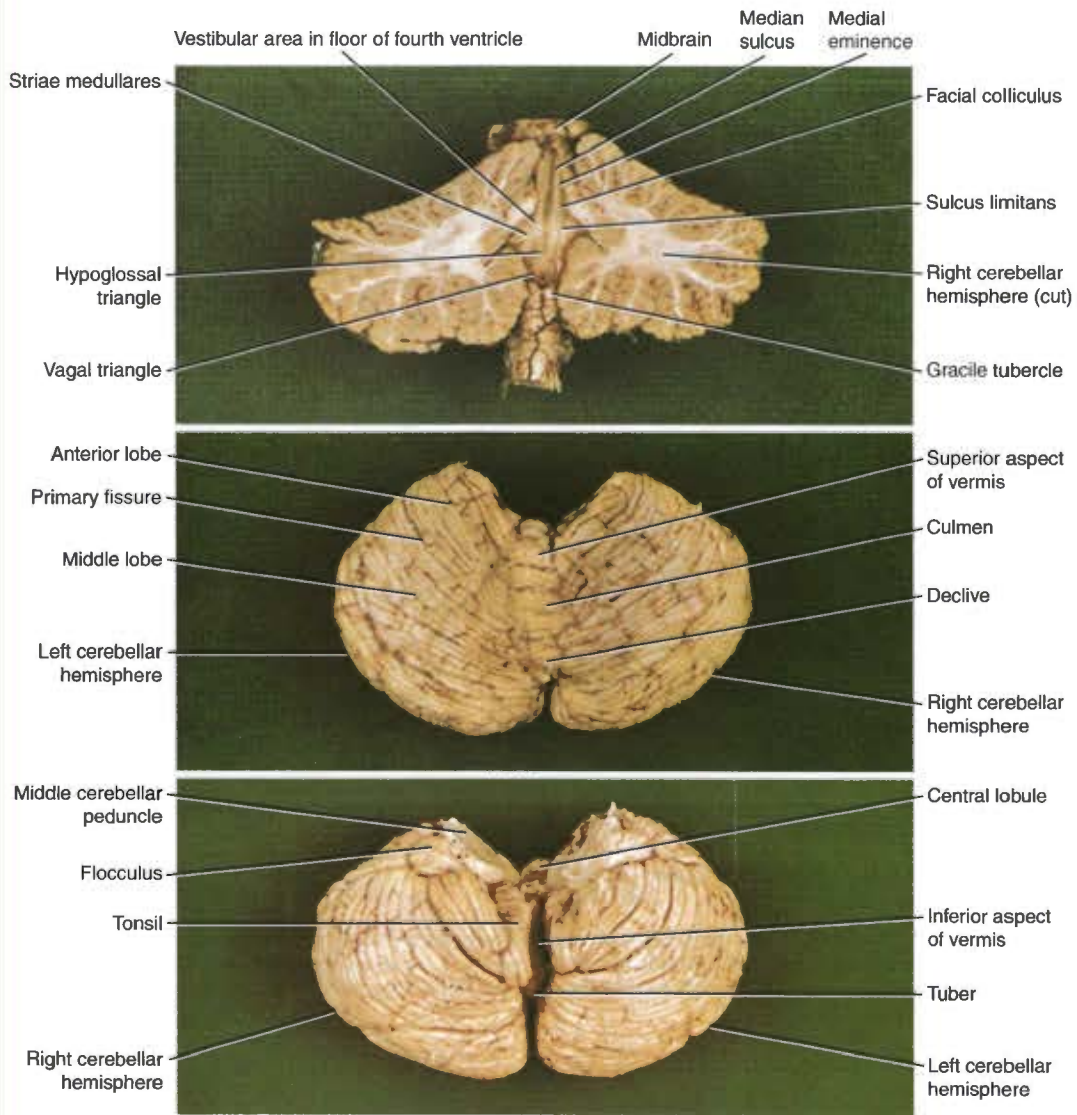 Vestibular area in floor of fourth ventricle
Midbrain
Median
sulcus
Medial
eminence
Striae medullares
Facial colliculus
Sulcus limitans
Hypoglossal
triangle
Right cerebellar
hemisphere (cut)
Vagal triangle
Gracile tubercle
Anterior lobe
Superior aspect
of vermis
Primary fissure
Culmen
Middle lobe
Declive
Left cerebellar
hemisphere
Right cerebellar
hemisphere
Middle cerebellar
peduncle
Central lobule
Flocculus
Tonsil
Inferior aspect
of vermis
Tuber
Right cerebellar
hemisphere
Left cerebellar
hemisphere